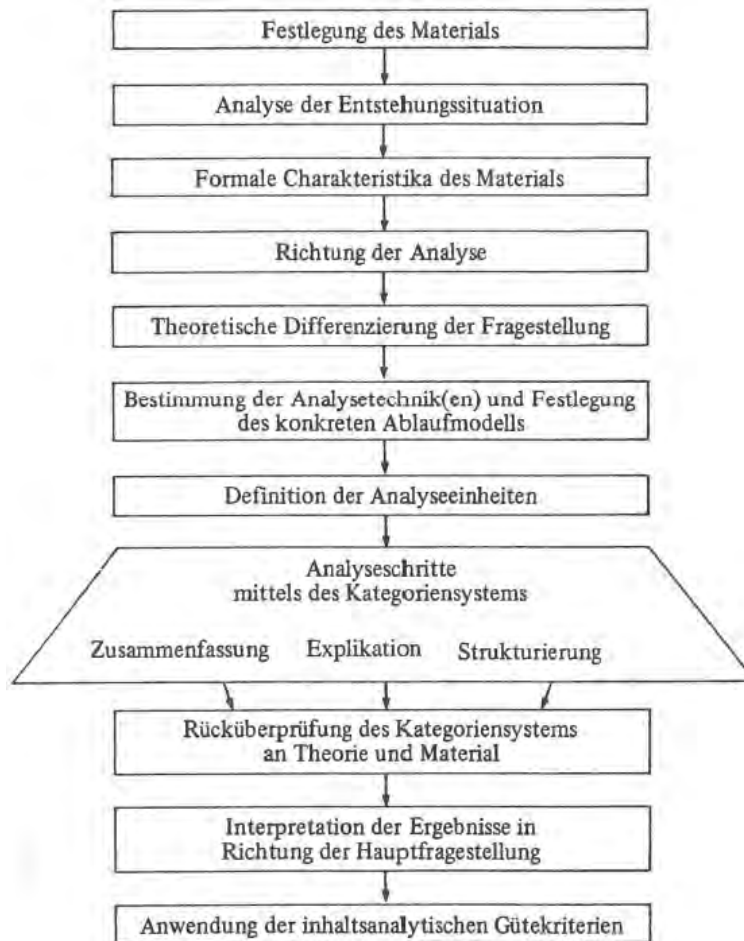 Festlegung des Materials
Analyse der Entstehungssituation
Formale Charakteristika des Materials
Richtung der Analyse
Theoretische Differenzierung der Fragestellung
Bestimmung der Analysetechnik(en) und Festlegung
des konkreten Ablaufmodells
Definition der Analyseeinheiten
Analyseschritte
mittels des Kategoriensystems
Zusammenfassung Explikation Strukturierung
Rücküberprüfung des Kategoriensystems
an Theorie und Material
Interpretation der Ergebnisse in
Richtung der Hauptfragestellung
Anwendung der inhaltsanalytischen Gütekriterien